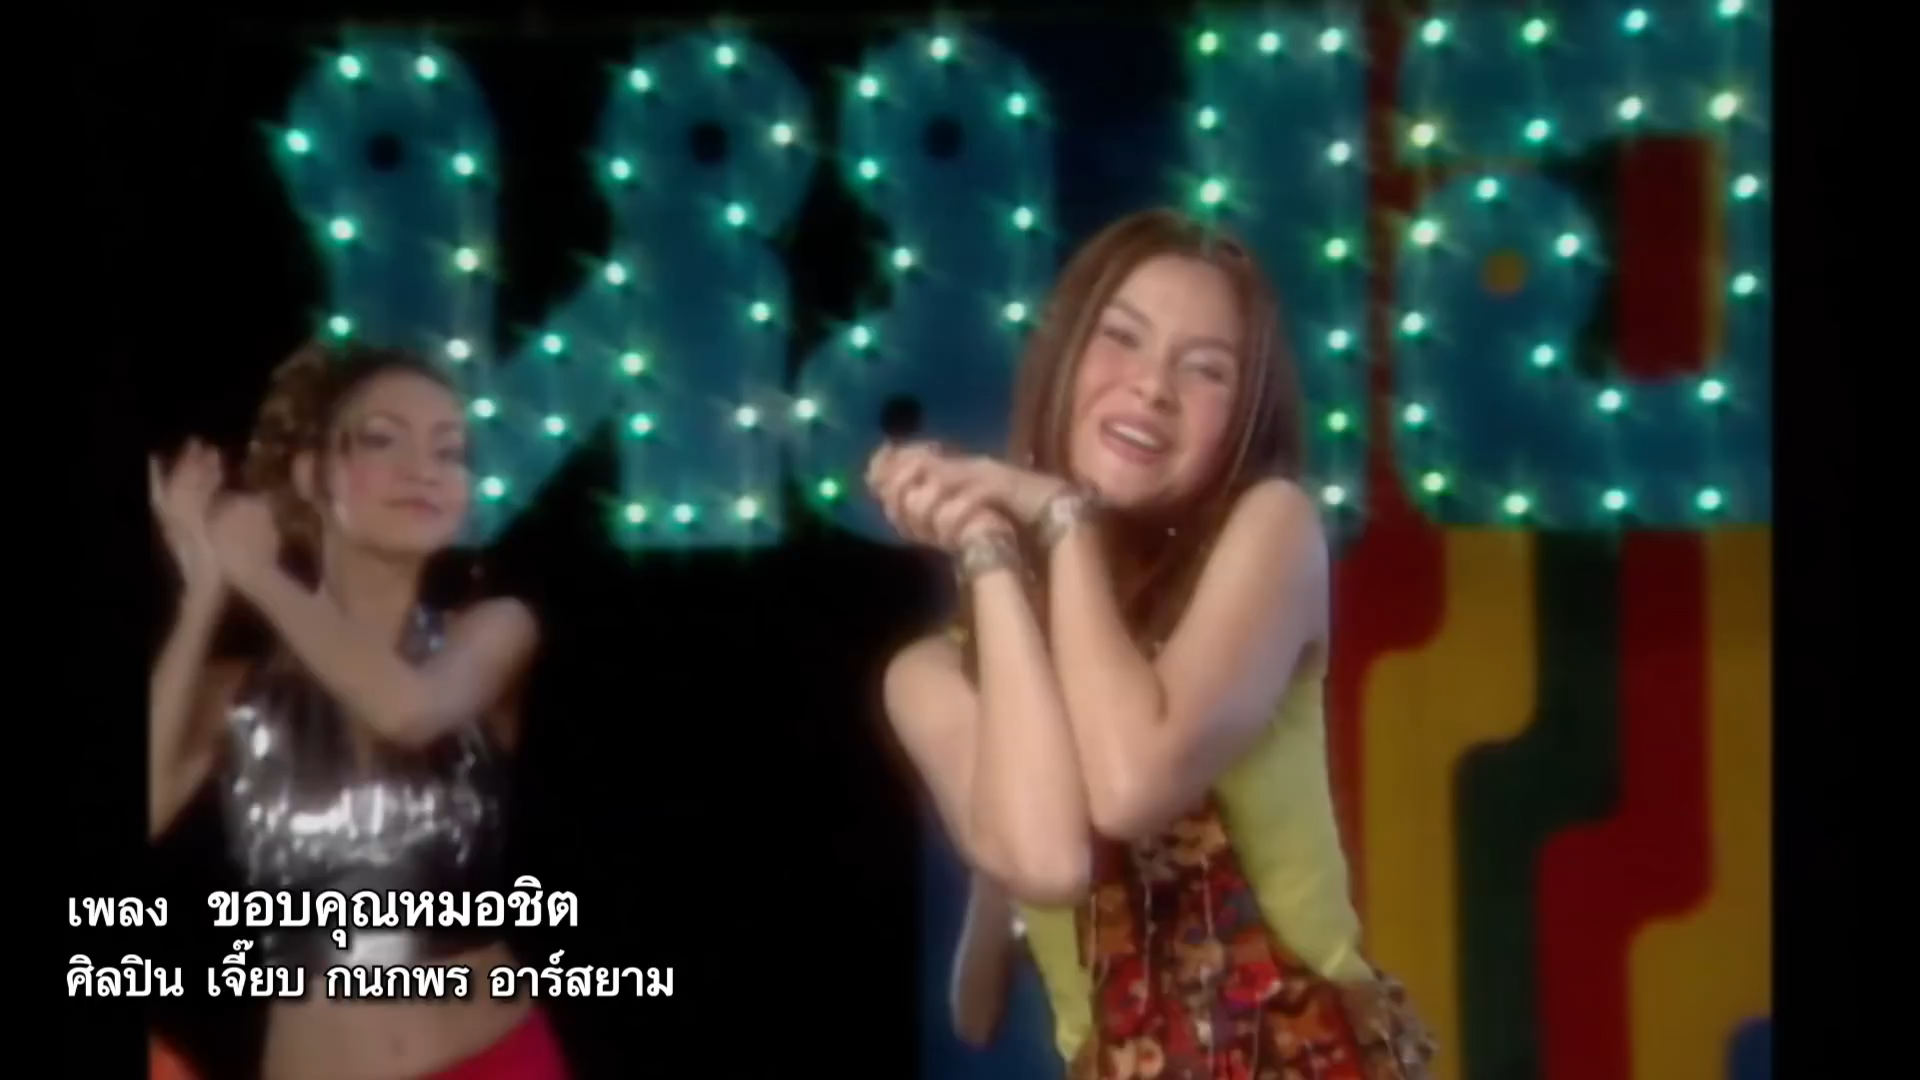 เพลง ขอบคุณหมอชิต
ศิลปิน เจี๊ยบ กนกพร อาร์สยาม